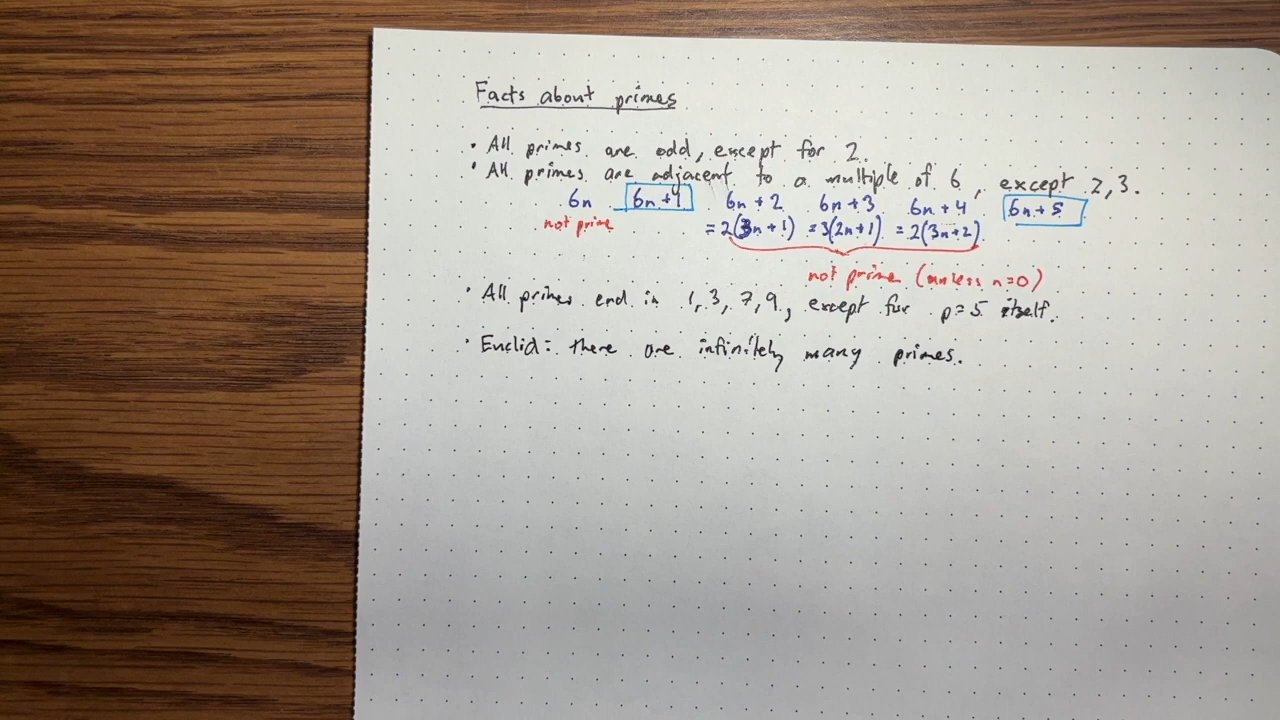 Facts about primes
• All primes are odd, except for 2.
• All primes are adjacent to a multiple of 6, except 2, 3.
6n 6n+1 6n+2 6n+3 6n+4 6n+5
not prime = 2(3n+1) = 3(2n+1) = 2(3n+2)
not prime (unless n=0)
• All primes end in 1, 3, 7, 9, except for p=5 itself.
• Euclid: there are infinitely many primes.